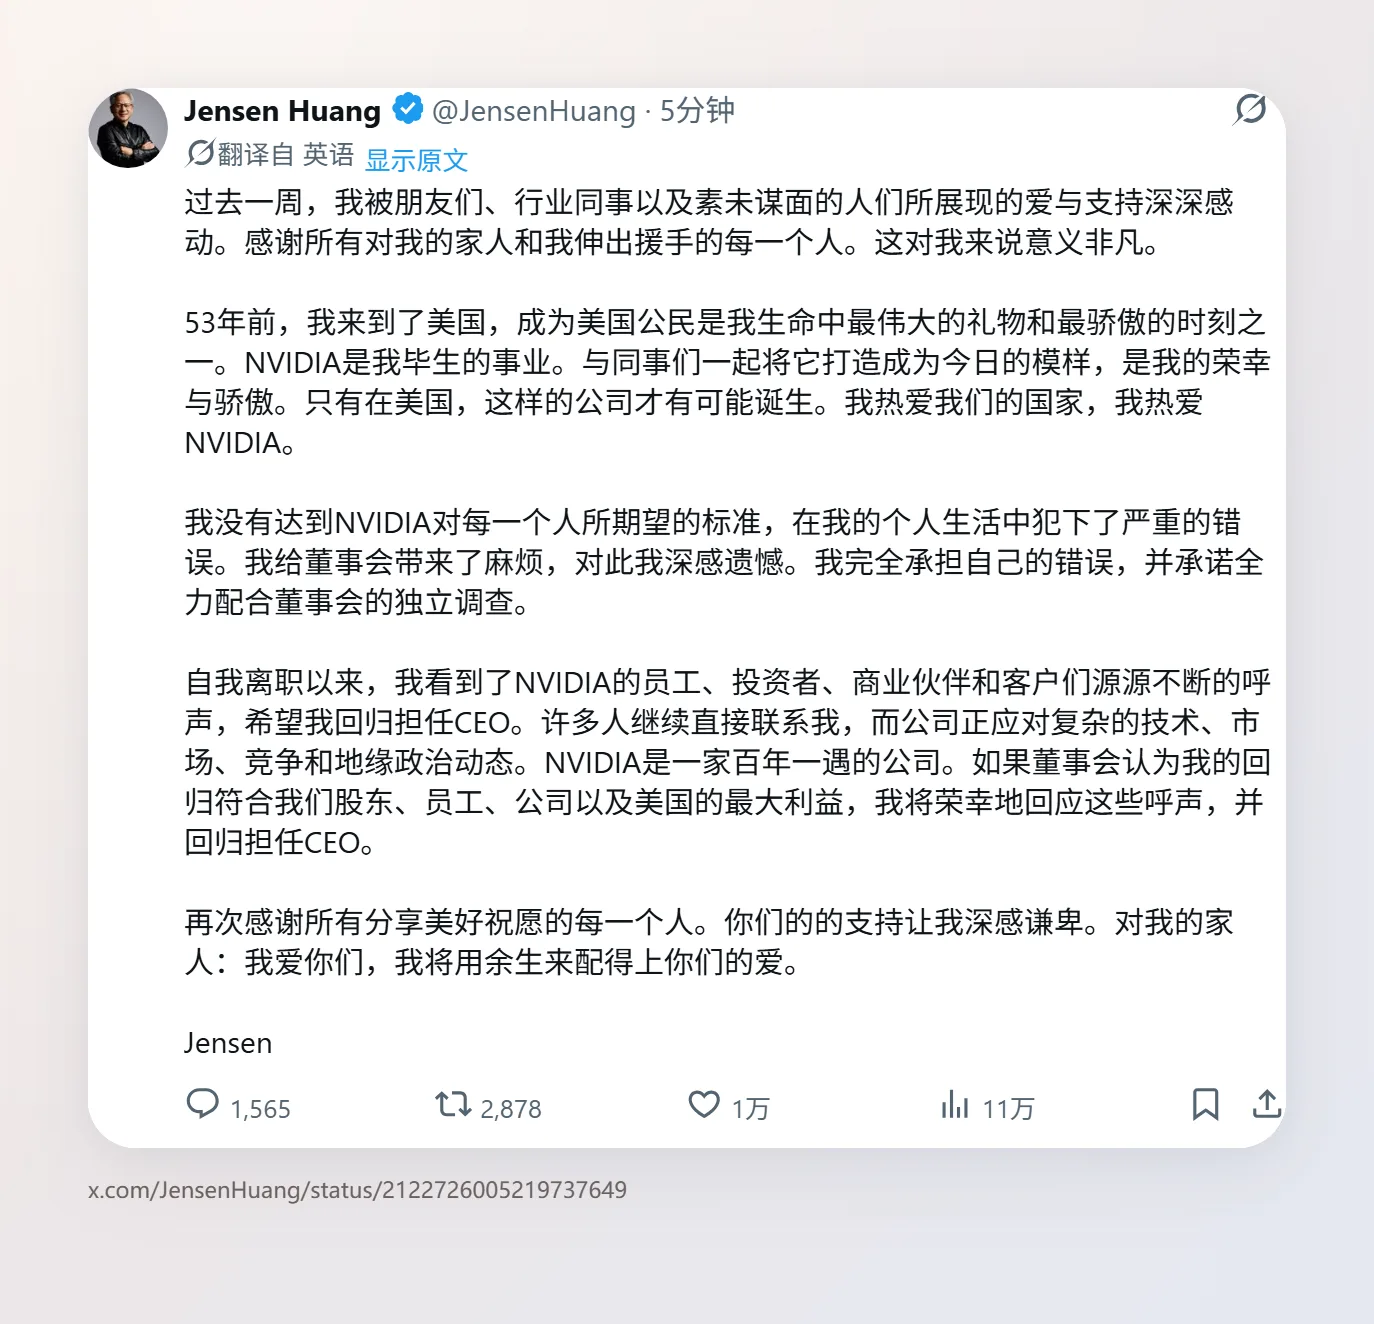 Jensen Huang @JensenHuang · 5分钟
翻译自 英语 显示原文
过去一周，我被朋友们、行业同事以及素未谋面的人们所展现的爱与支持深深感
动。感谢所有对我的家人和我伸出援手的每一个人。这对我来说意义非凡。
53年前，我来到了美国，成为美国公民是我生命中最伟大的礼物和最骄傲的时刻之
一。NVIDIA是我毕生的事业。与同事们一起将它打造成为今日的模样，是我的荣幸
与骄傲。只有在美国，这样的公司才有可能诞生。我热爱我们的国家，我热爱
NVIDIA。
我没有达到NVIDIA对每一个人所期望的标准，在我的个人生活中犯下了严重的错
误。我给董事会带来了麻烦，对此我深感遗憾。我完全承担自己的错误，并承诺全
力配合董事会的独立调查。
自我离职以来，我看到了NVIDIA的员工、投资者、商业伙伴和客户们源源不断的呼
声，希望我回归担任CEO。许多人继续直接联系我，而公司正应对复杂的技术、市
场、竞争和地缘政治动态。NVIDIA是一家百年一遇的公司。如果董事会认为我的回
归符合我们股东、员工、公司以及美国的最大利益，我将荣幸地回应这些呼声，并
回归担任CEO。
再次感谢所有分享美好祝愿的每一个人。你们的的支持让我深感谦卑。对我的家
人：我爱你们，我将用余生来配得上你们的爱。
Jensen
1,565 2,878 1万 11万
x.com/JensenHuang/status/2122726005219737649